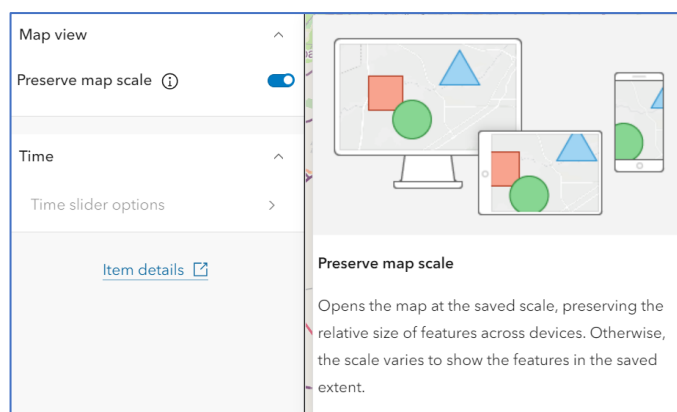 Map view
Preserve map scale
Time
Time slider options
Item details
Preserve map scale
Opens the map at the saved scale, preserving the
relative size of features across devices. Otherwise,
the scale varies to show the features in the saved
extent.